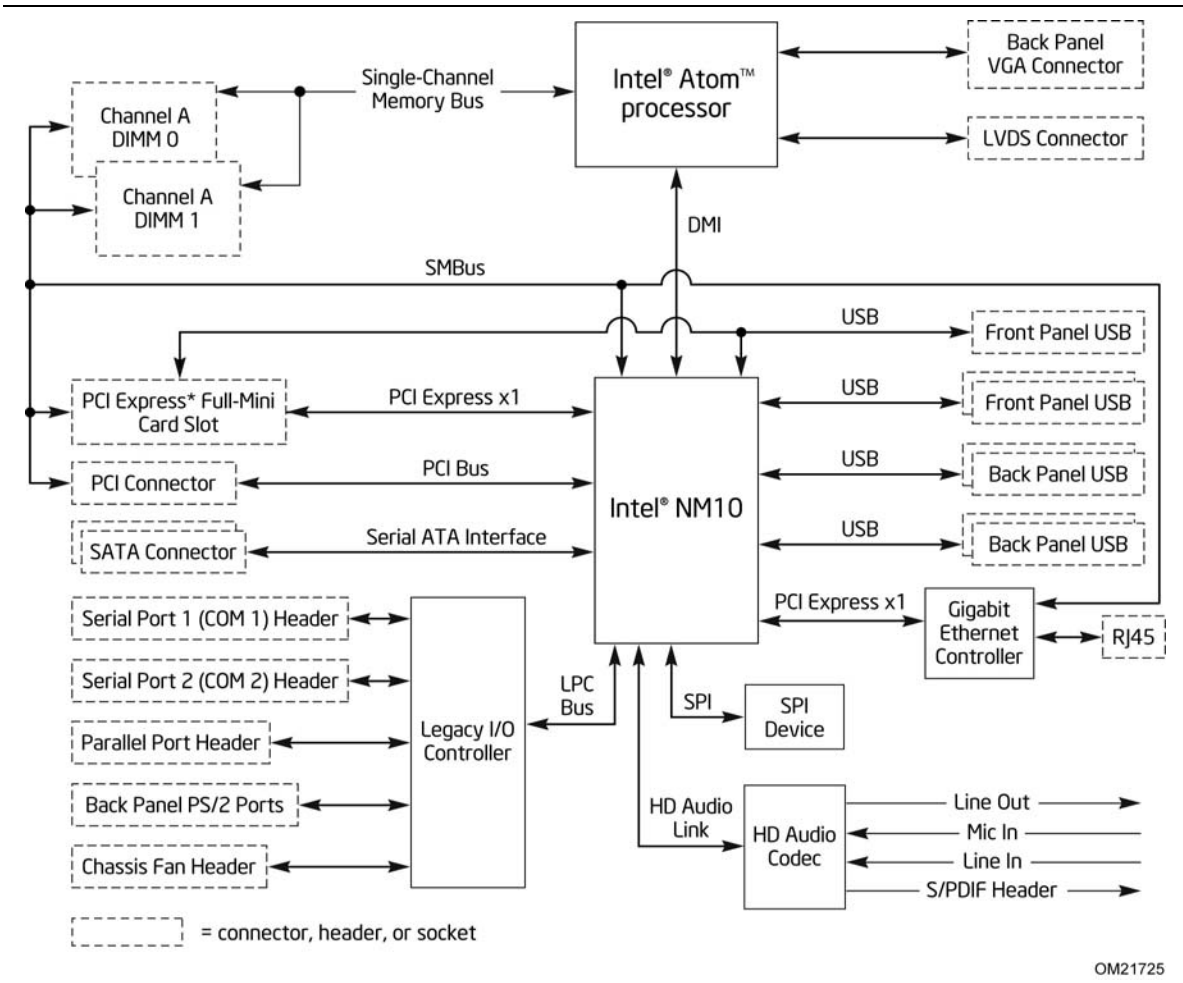 Intel® Atom™
processor
Back Panel
VGA Connector
LVDS Connector
Single-Channel
Memory Bus
Channel A
DIMM 0
Channel A
DIMM 1
DMI
SMBus
USB
Front Panel USB
PCI Express* Full-Mini
Card Slot
PCI Express x1
USB
Front Panel USB
PCI Connector
PCI Bus
USB
Back Panel USB
Intel® NM10
SATA Connector
Serial ATA Interface
USB
Back Panel USB
PCI Express x1
Gigabit
Ethernet
Controller
RJ45
Serial Port 1 (COM 1) Header
Serial Port 2 (COM 2) Header
Parallel Port Header
Back Panel PS/2 Ports
Chassis Fan Header
Legacy I/O
Controller
LPC
Bus
SPI
SPI
Device
HD Audio
Link
HD Audio
Codec
Line Out
Mic In
Line In
S/PDIF Header
= connector, header, or socket
OM21725